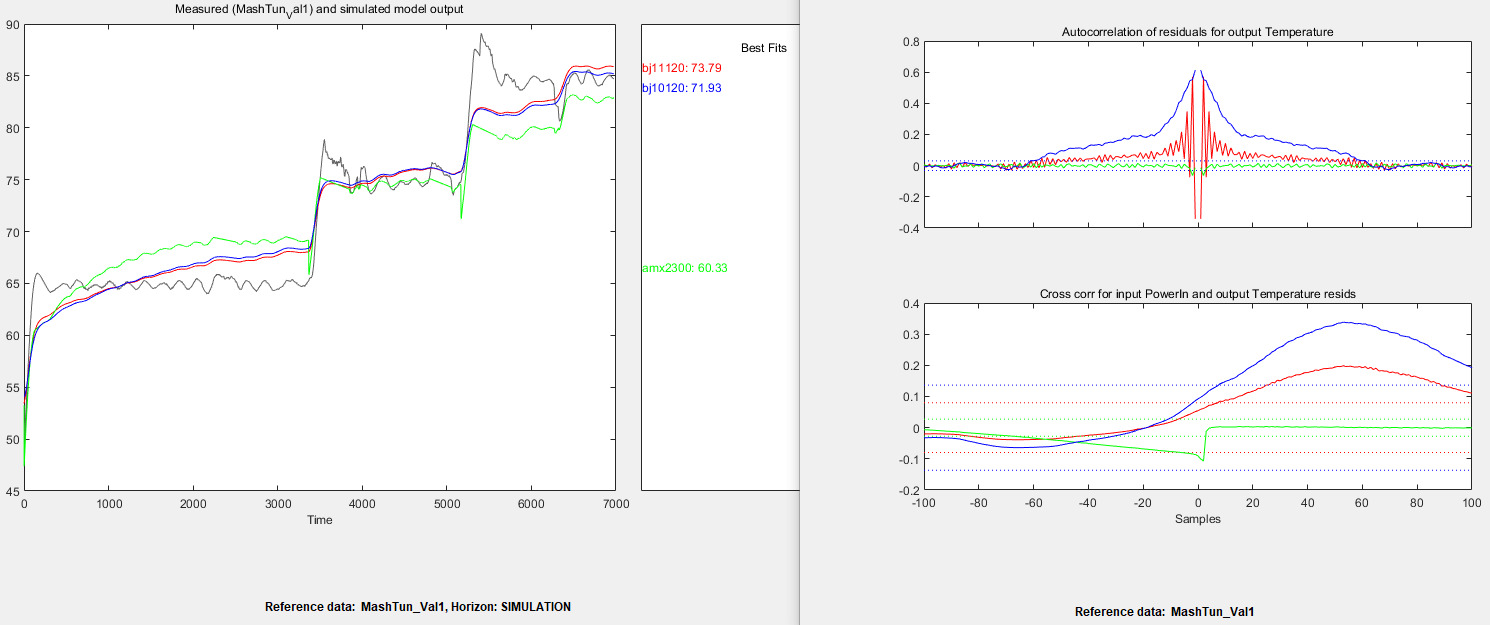 Measured (MashTun_Val1) and simulated model output
90
85
80
75
70
65
60
55
50
45
0 1000 2000 3000 4000 5000 6000 7000
Time
Best Fits
bj11120: 73.79
bj10120: 71.93
amx2300: 60.33
Reference data: MashTun_Val1, Horizon: SIMULATION
Autocorrelation of residuals for output Temperature
0.8
0.6
0.4
0.2
0
-0.2
-0.4
Cross corr for input PowerIn and output Temperature resids
0.4
0.3
0.2
0.1
0
-0.1
-0.2
-100 -80 -60 -40 -20 0 20 40 60 80 100
Samples
Reference data: MashTun_Val1